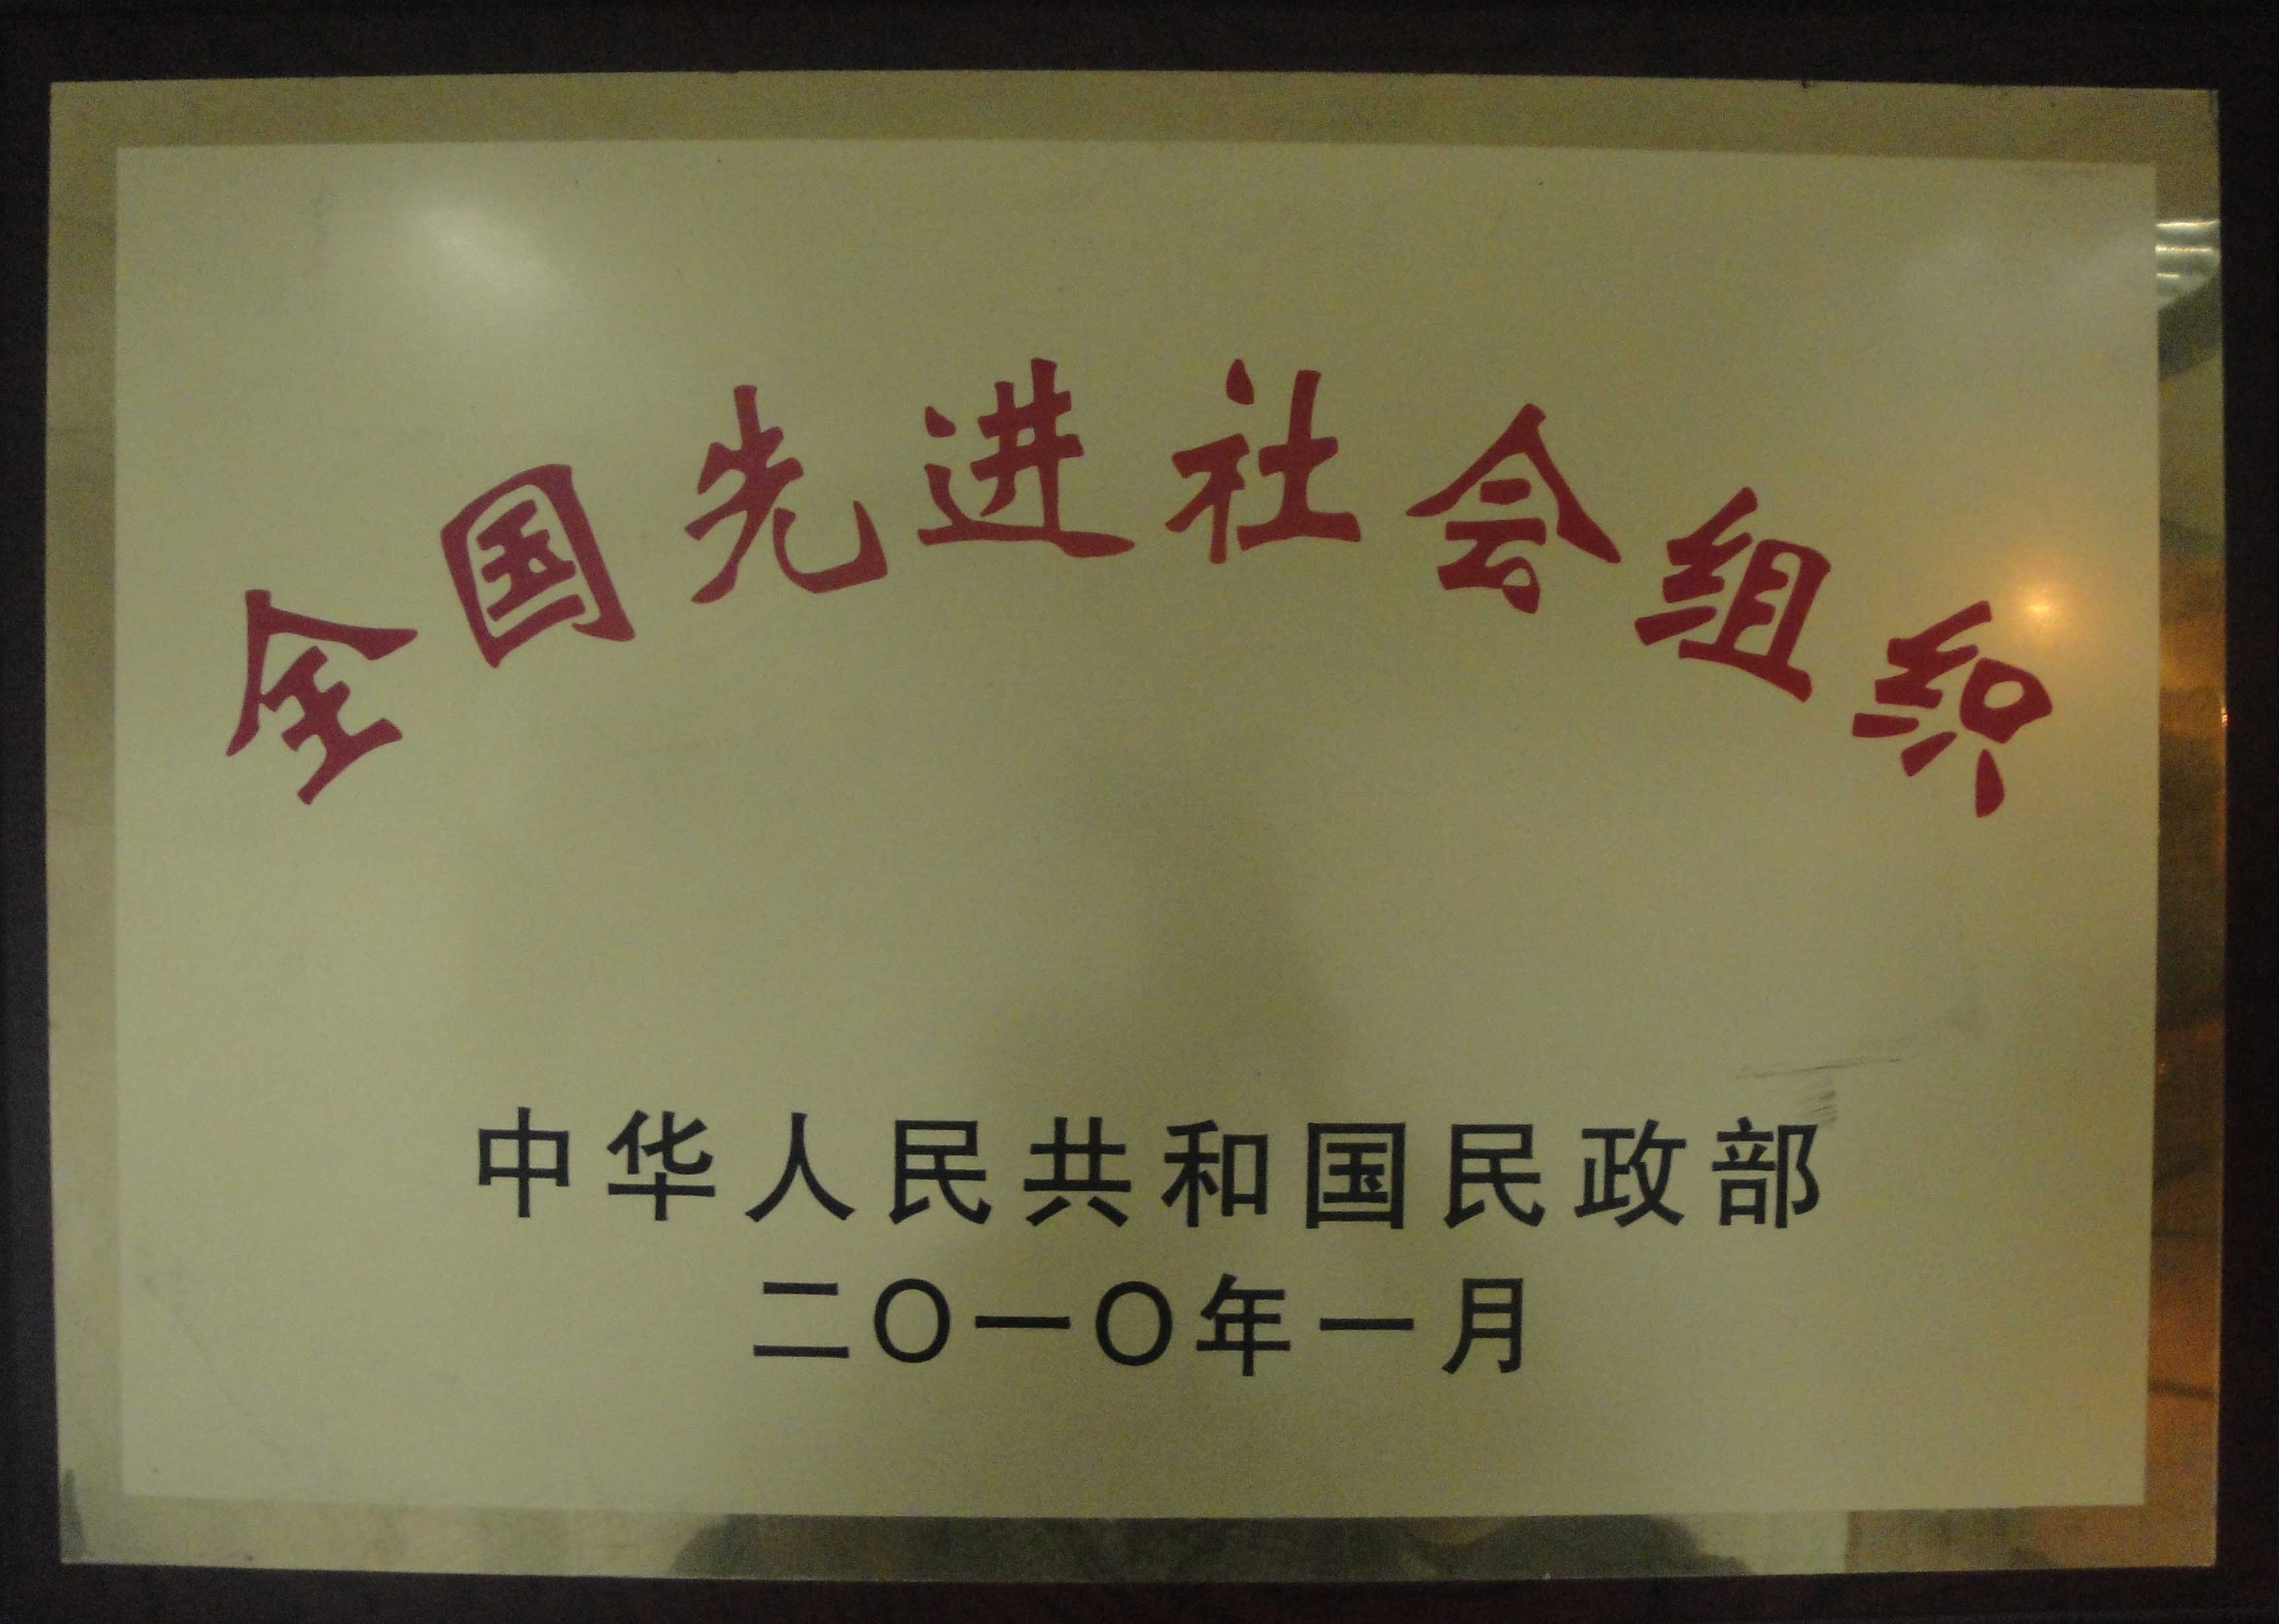 全国先进社会组织
中华人民共和国民政部
二〇一〇年一月